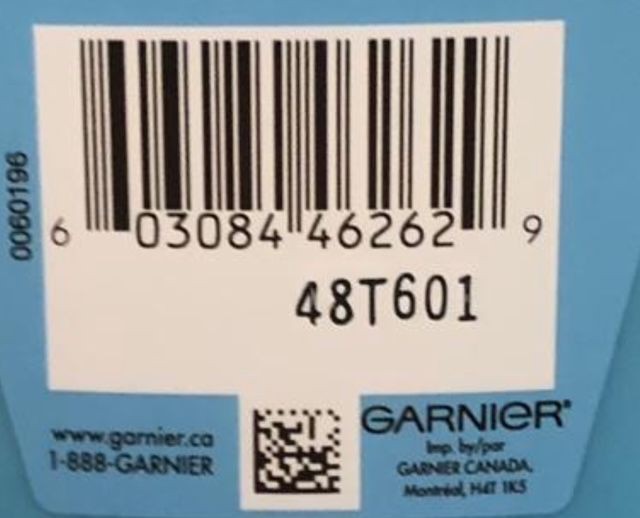 0060196
6 03084 46262 9
48T601
www.garnier.ca
1-888-GARNIER
GARNIER®
Imp. by/par
GARNIER CANADA,
Montréal, H4T 1K5